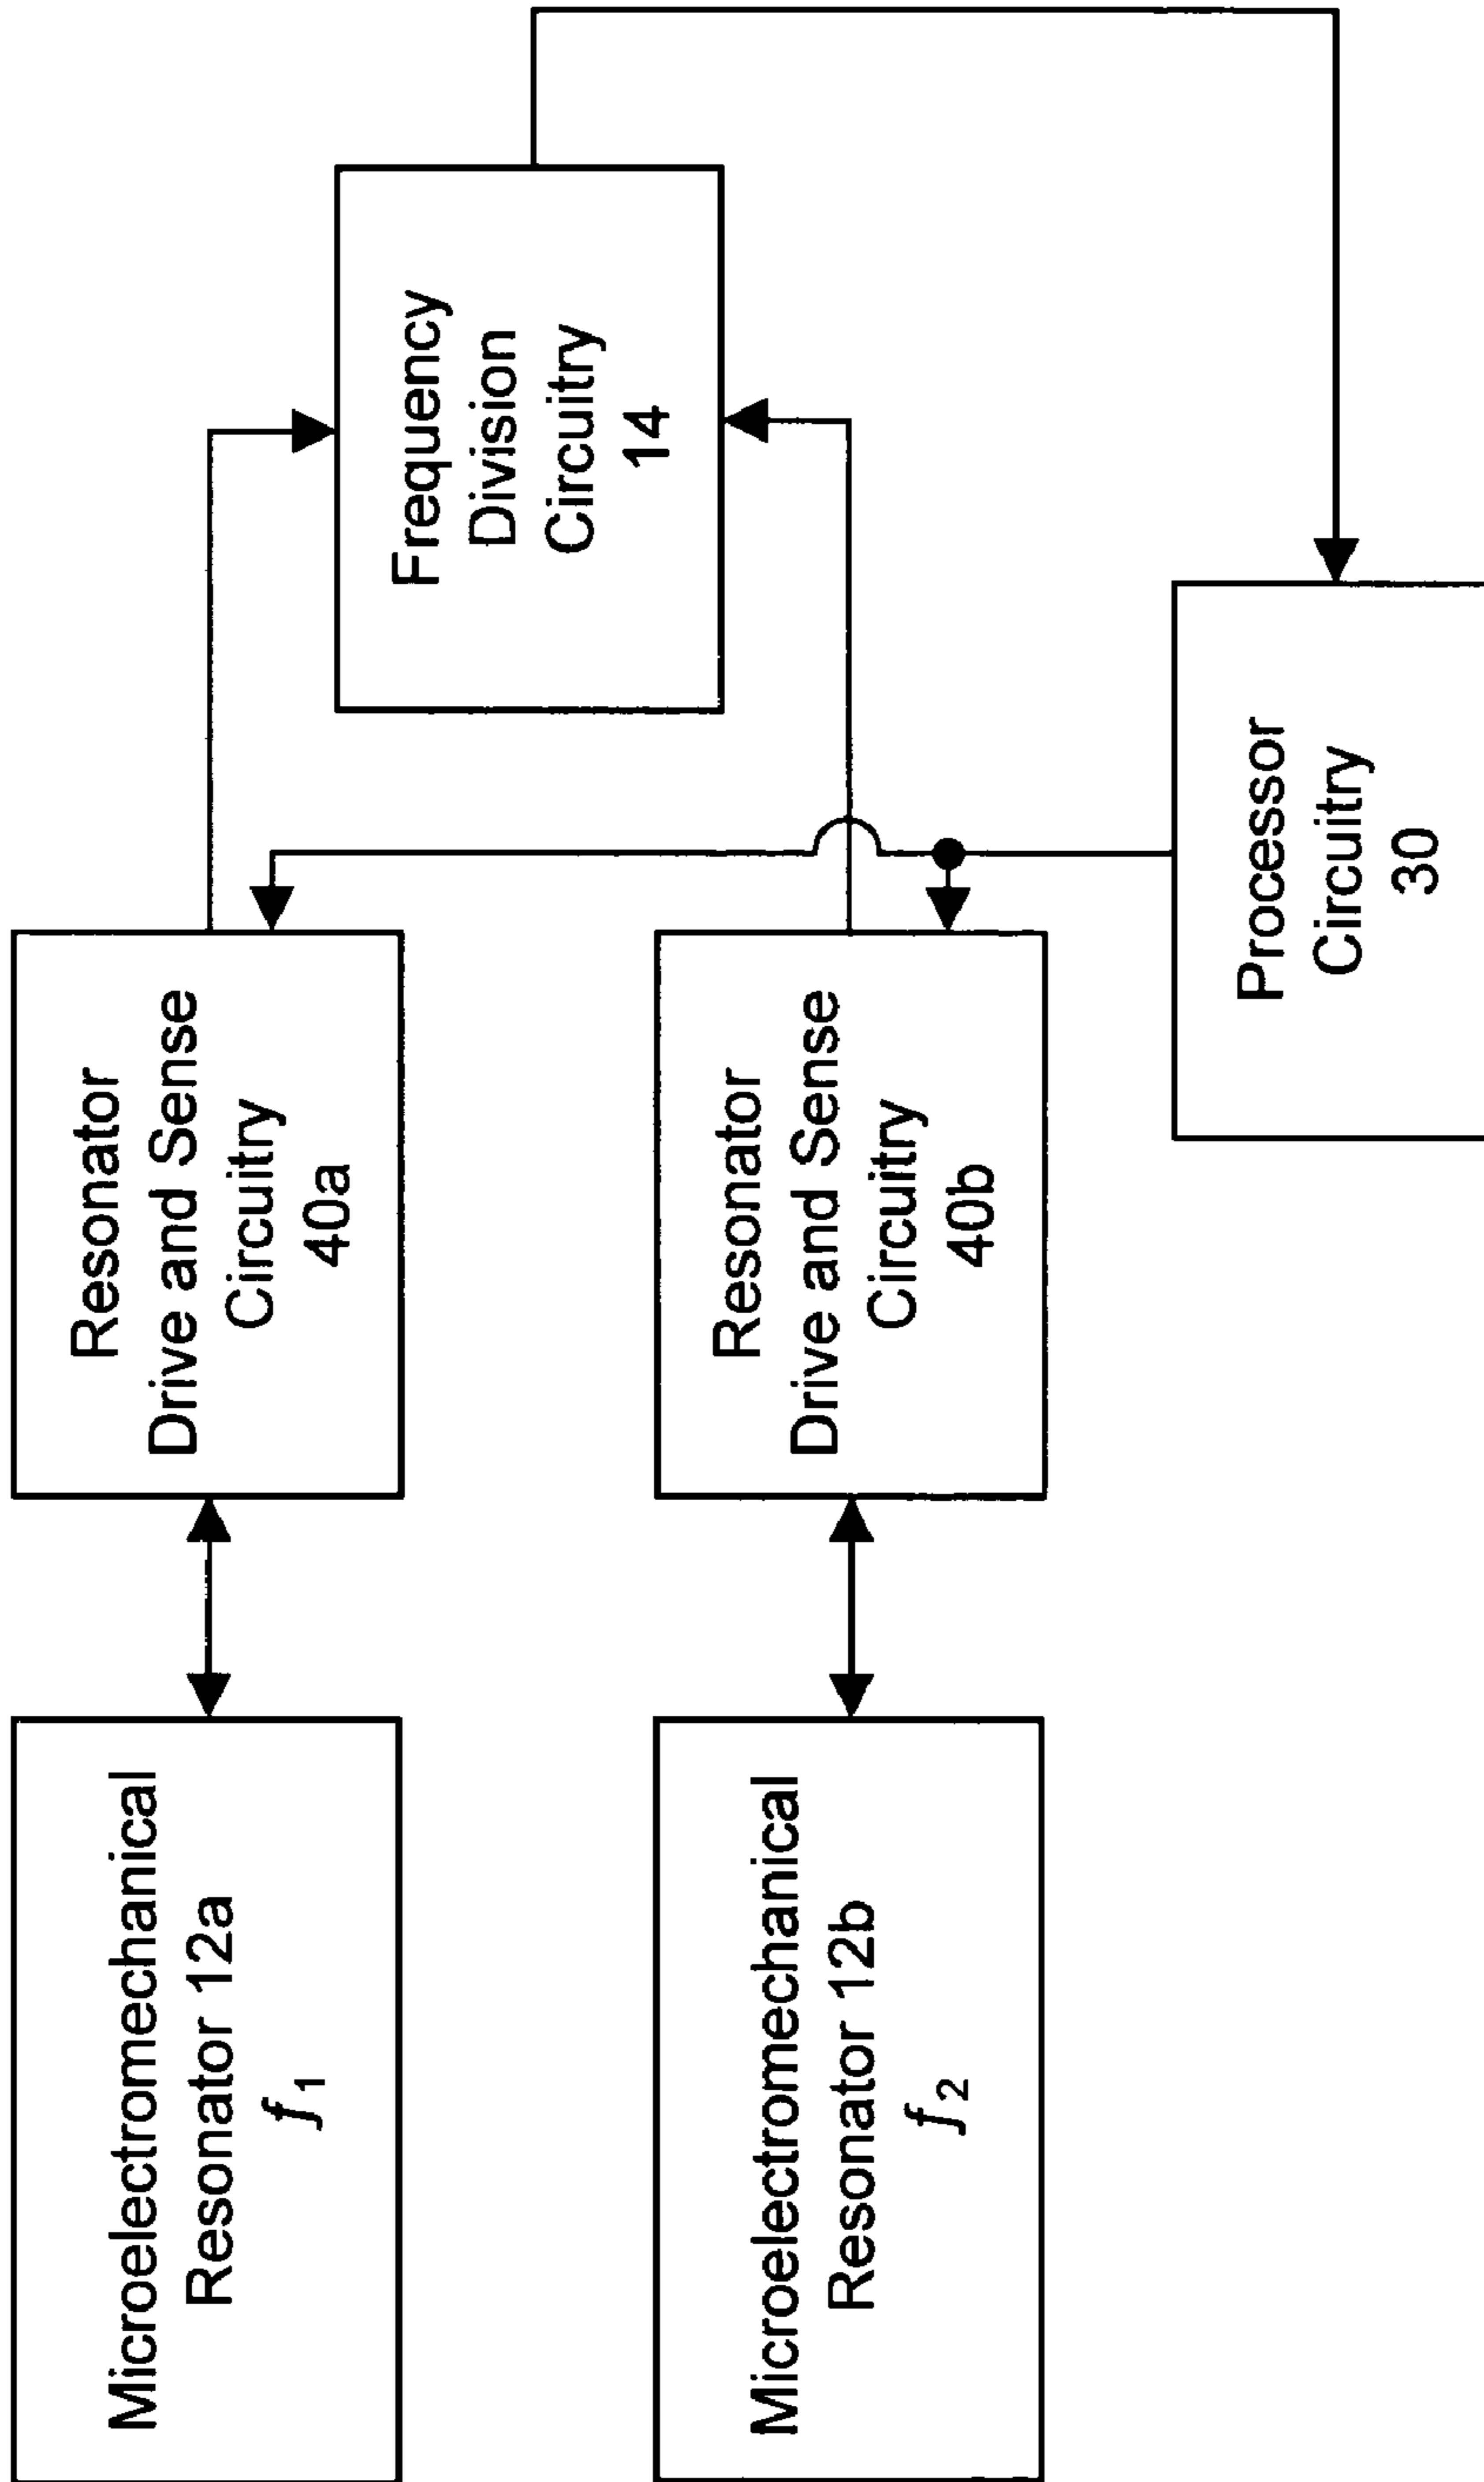 Microelectromechanical
Resonator 12a
f1
Resonator
Drive and Sense
Circuitry
40a
Frequency
Division
Circuitry
14
Microelectromechanical
Resonator 12b
f2
Resonator
Drive and Sense
Circuitry
40b
Processor
Circuitry
30